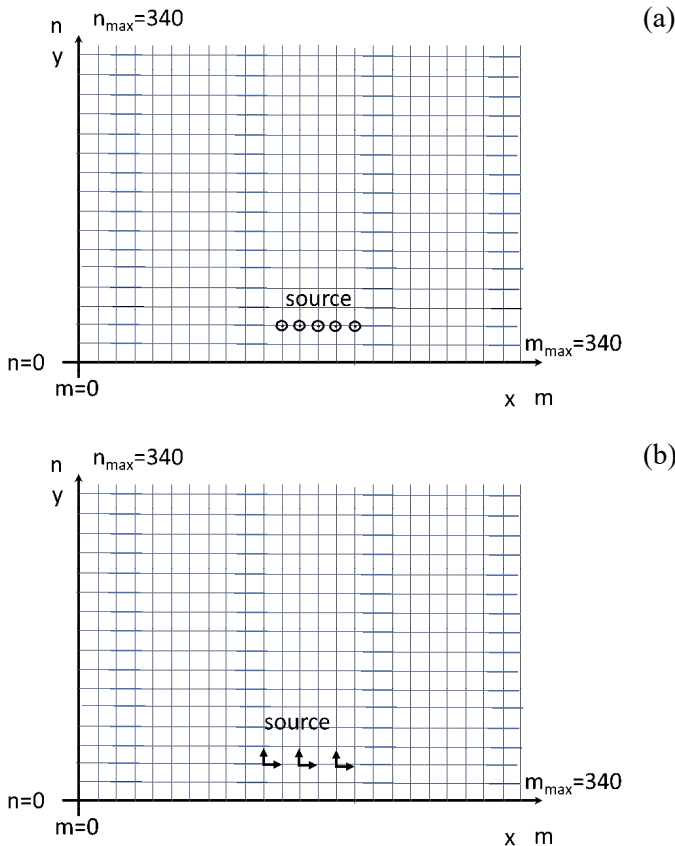 (a)
n n_max=340
y
source
n=0
m_max=340
m=0
x m
(b)
n n_max=340
y
source
n=0
m_max=340
m=0
x m